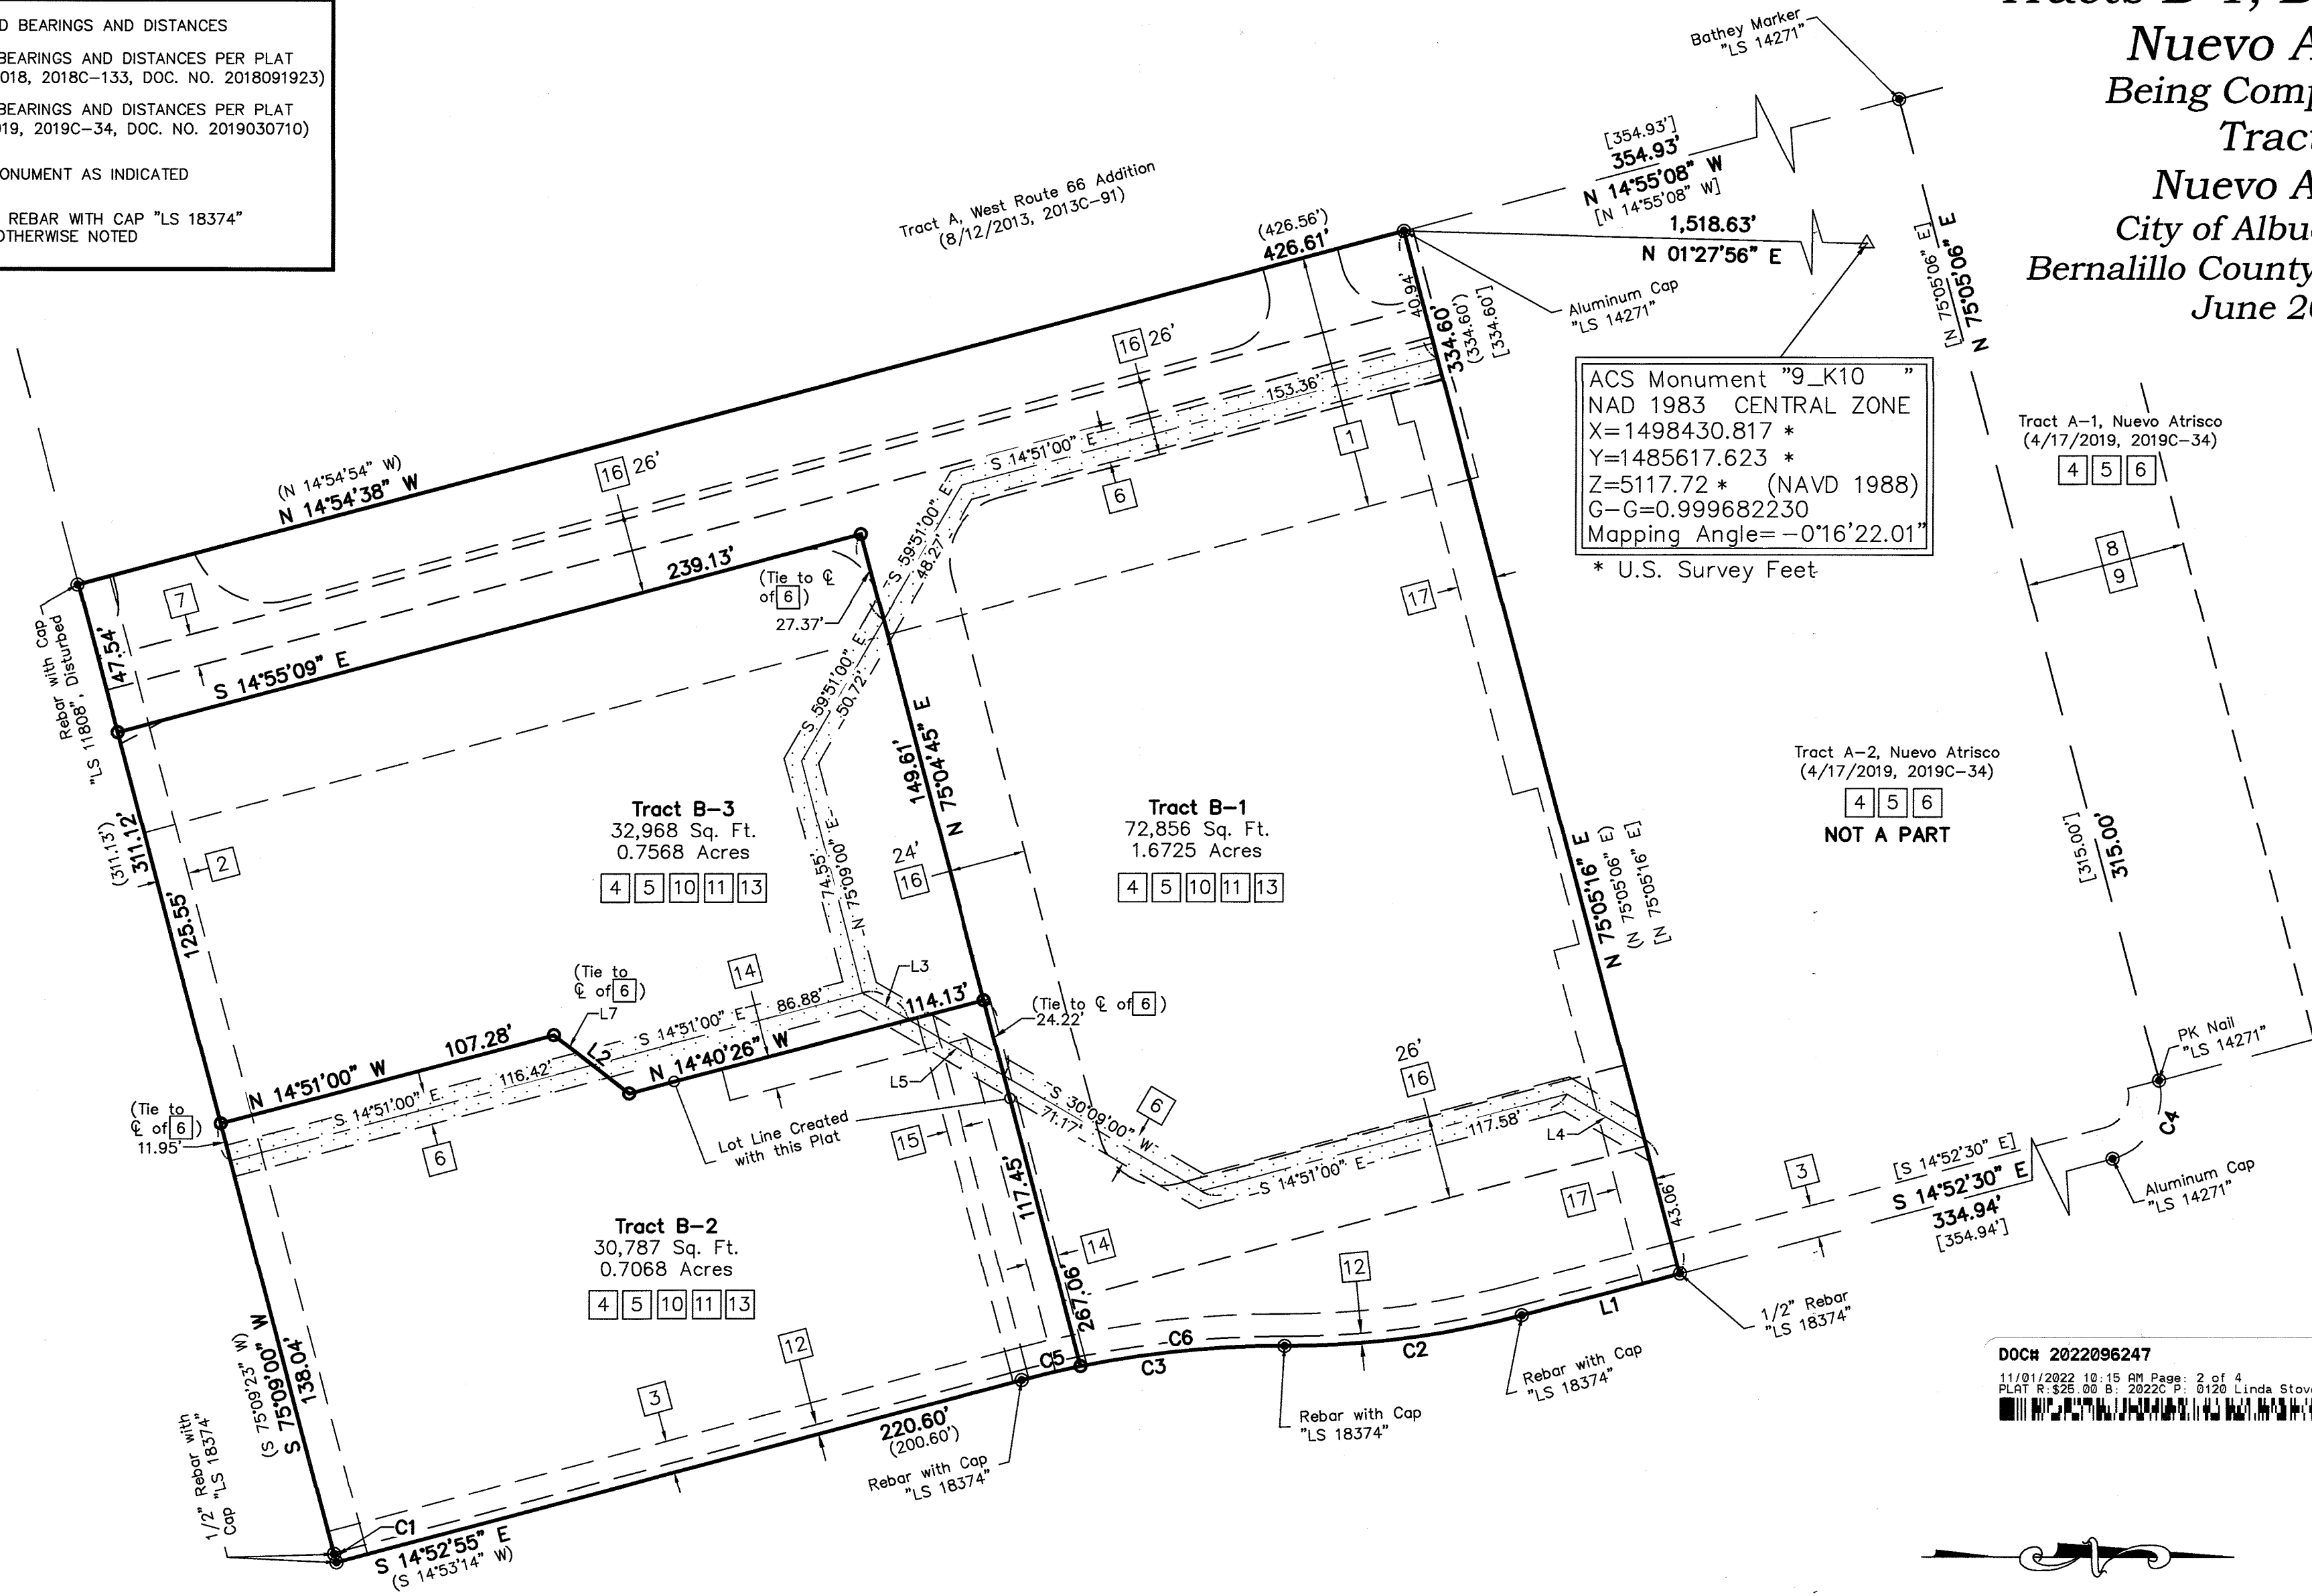 D BEARINGS AND DISTANCES
BEARINGS AND DISTANCES PER PLAT
018, 2018C-133, DOC. NO. 2018091923)
BEARINGS AND DISTANCES PER PLAT
19, 2019C-34, DOC. NO. 2019030710)
ONUMENT AS INDICATED
REBAR WITH CAP "LS 18374"
OTHERWISE NOTED
Nuevo A
Being Comp
Tract
Nuevo A
City of Albu
Bernalillo County
June 20
Bathey Marker
"LS 14271"
[354.93']
354.93'
N 14°55'08" W
[N 14°55'08" W]
1,518.63'
N 01°27'56" E
Tract A, West Route 66 Addition
(8/12/2013, 2013C-91)
(426.56')
426.61'
Aluminum Cap
"LS 14271"
40.94'
334.60'
(334.60')
[334.60']
[N 75°05'06" E]
N 75°05'06" E
ACS Monument "9_K10 "
NAD 1983 CENTRAL ZONE
X=1498430.817 *
Y=1485617.623 *
Z=5117.72 * (NAVD 1988)
G-G=0.999682230
Mapping Angle= -0°16'22.01"
* U.S. Survey Feet
Tract A-1, Nuevo Atrisco
(4/17/2019, 2019C-34)
4 5 6
8
9
16 26'
153.36'
1
S 14°51'00" E
6
(N 14°54'54" W)
N 14°54'38" W
16 26'
S 59°51'00" E
48.27'
17
7
239.13'
S 14°55'09" E
(Tie to ℄
of 6 )
27.37'
Rebar with Cap
"LS 11808", Disturbed
47.54'
S 59°51'00" E
50.72'
149.61'
N 75°04'45" E
Tract B-3
32,968 Sq. Ft.
0.7568 Acres
4 5 10 11 13
Tract B-1
72,856 Sq. Ft.
1.6725 Acres
4 5 10 11 13
Tract A-2, Nuevo Atrisco
(4/17/2019, 2019C-34)
4 5 6
NOT A PART
[315.00']
315.00'
(311.13')
311.12'
2
125.55'
74.55'
N 75°09'00" E
24'
16
N 75°05'16" E
(N 75°05'06" E)
[N 75°05'16" E]
(Tie to
℄ of 6 )
L7
14
L3
86.88'
S 14°51'00" E
114.13'
(Tie to ℄ of 6 )
24.22'
107.28'
N 14°51'00" W
L2
N 14°40'26" W
116.42'
S 14°51'00" E
L5
(Tie to
℄ of 6 )
11.95'
6
Lot Line Created
with this Plat
15
S 30°09'00" W
71.17'
6
26'
16
117.58'
S 14°51'00" E
L4
PK Nail
"LS 14271"
C4
Aluminum Cap
"LS 14271"
[S 14°52'30" E]
S 14°52'30" E
334.94'
[354.94']
3
17
43.06'
117.45'
14
267.06'
Tract B-2
30,787 Sq. Ft.
0.7068 Acres
4 5 10 11 13
12
L1
1/2" Rebar
"LS 18374"
C6
C5
C3
C2
12
3
Rebar with Cap
"LS 18374"
Rebar with Cap
"LS 18374"
220.60'
(200.60')
Rebar with Cap
"LS 18374"
(S 75°09'23" W)
S 75°09'00" W
138.04'
1/2" Rebar with
Cap "LS 18374"
C1
S 14°52'55" E
(S 14°53'14" W)
DOC# 2022096247
11/01/2022 10:15 AM Page: 2 of 4
PLAT R:$25.00 B: 2022C P: 0120 Linda Stov